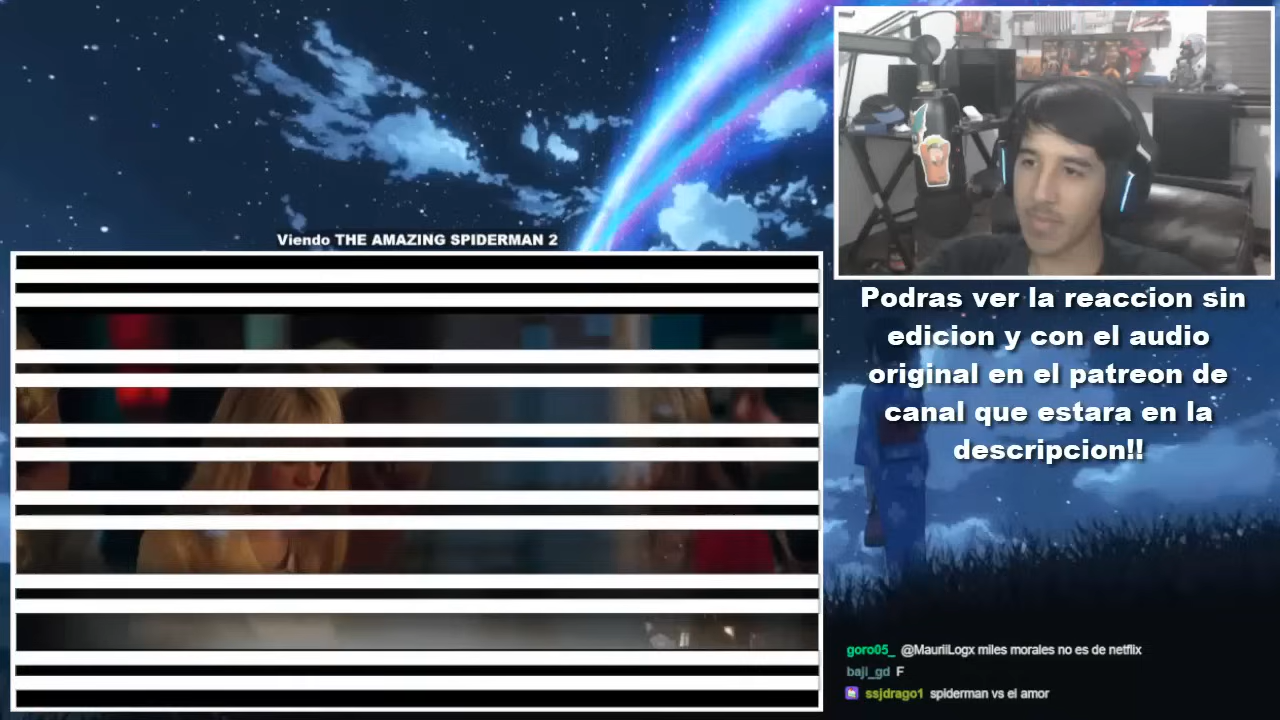 Viendo THE AMAZING SPIDERMAN 2
Podras ver la reaccion sin
edicion y con el audio
original en el patreon de
canal que estara en la
descripcion!!
goro05_ @MauriiLogx miles morales no es de netflix
baji_gd F
ssjdrago1 spiderman vs el amor